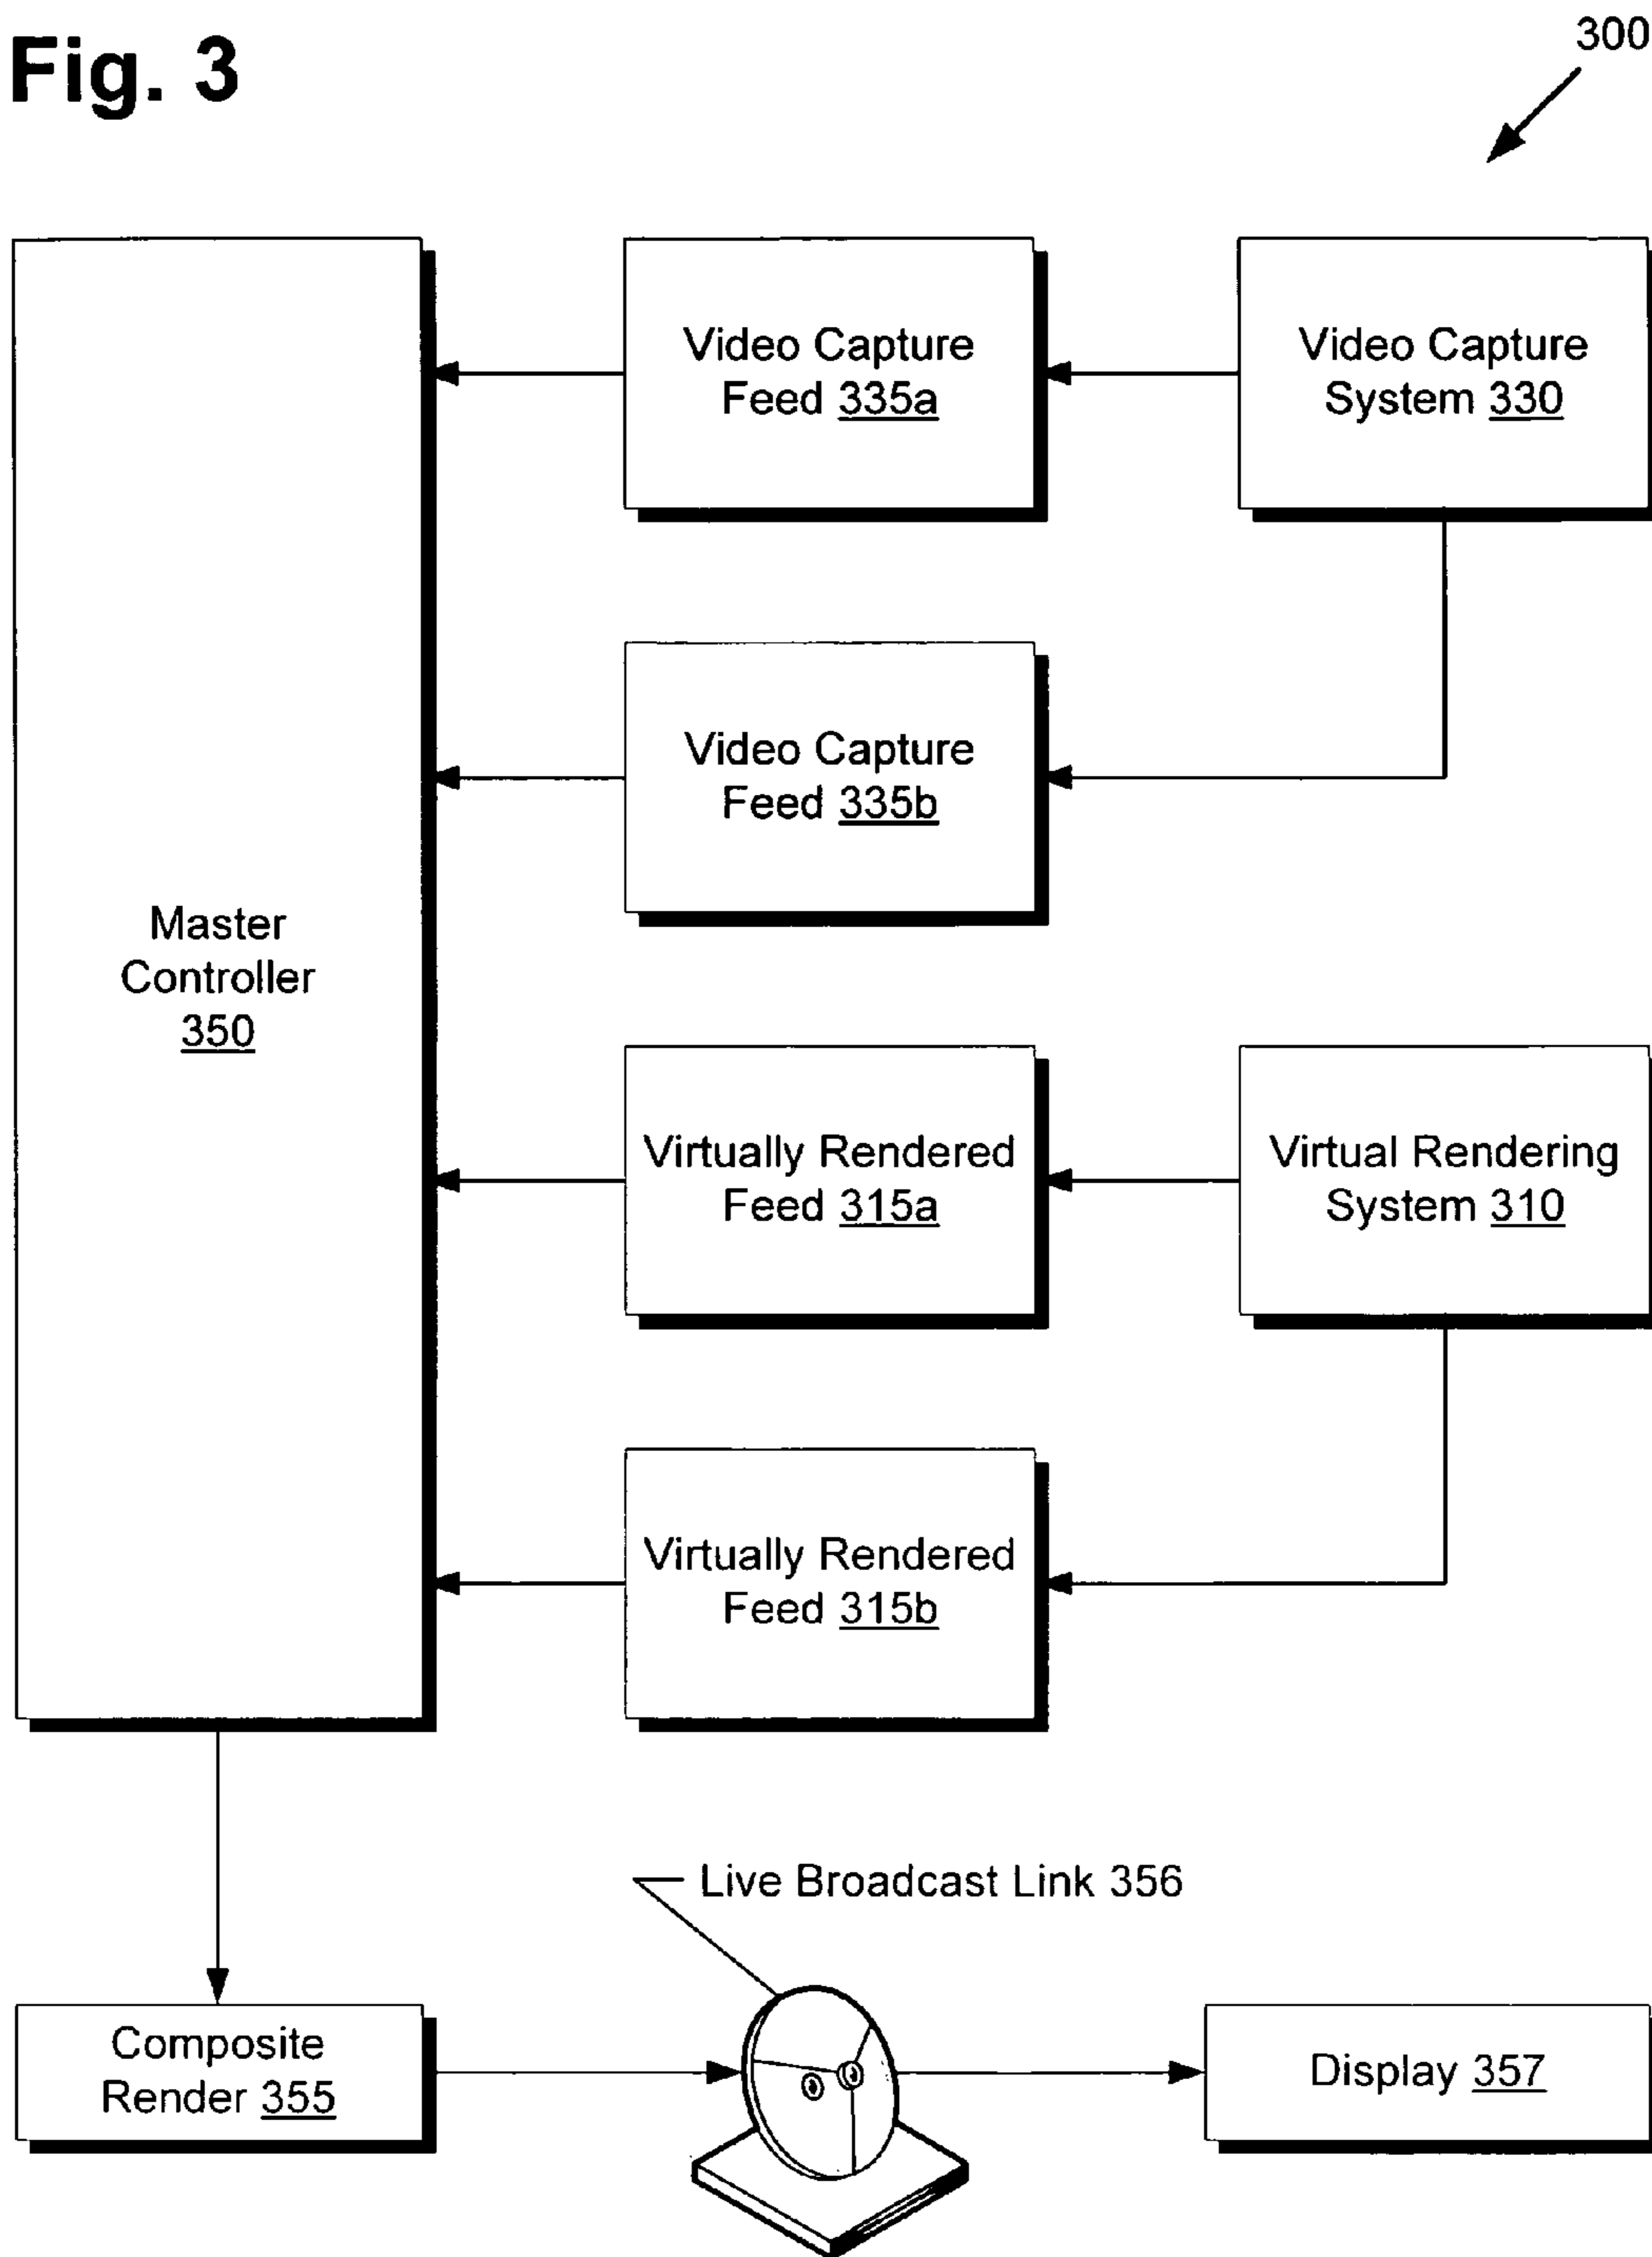 Fig. 3
300
Video Capture
Feed 335a
Video Capture
System 330
Video Capture
Feed 335b
Master
Controller
350
Virtually Rendered
Feed 315a
Virtual Rendering
System 310
Virtually Rendered
Feed 315b
Live Broadcast Link 356
Composite
Render 355
Display 357